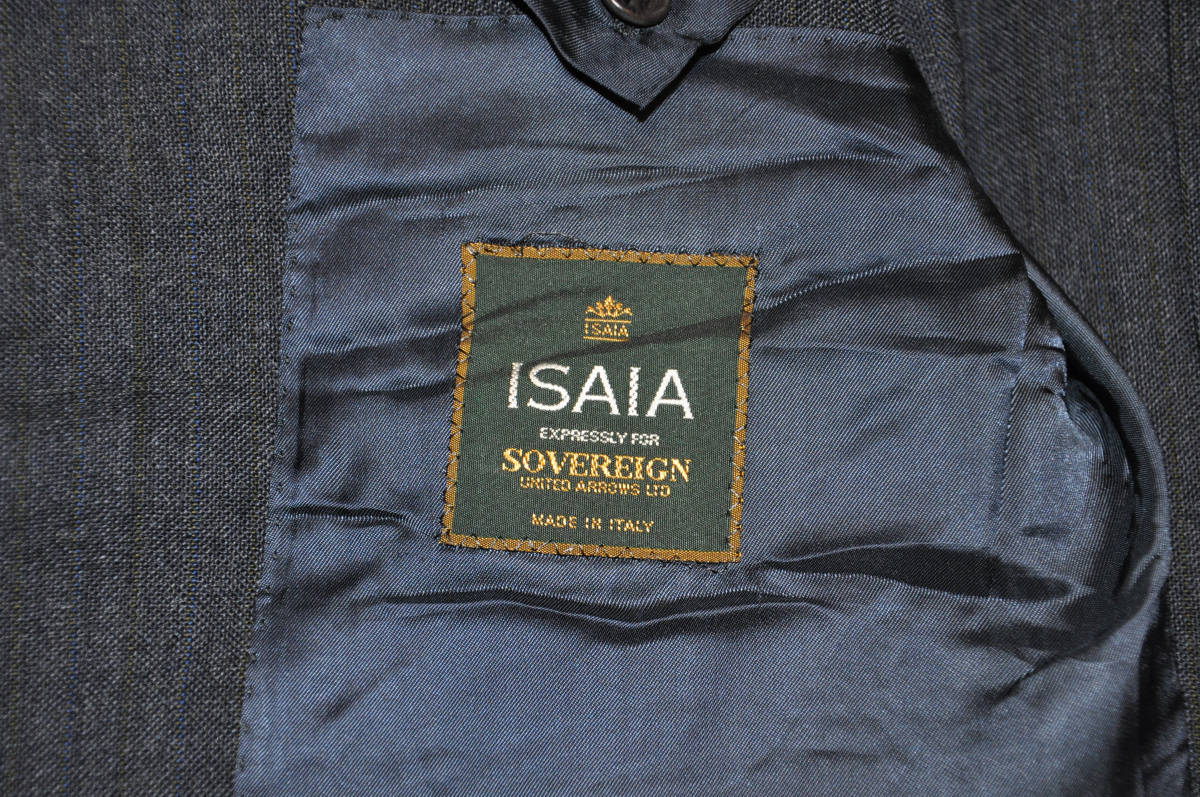 ISAIA
ISAIA
EXPRESSLY FOR
SOVEREIGN
UNITED ARROWS LTD
MADE IN ITALY